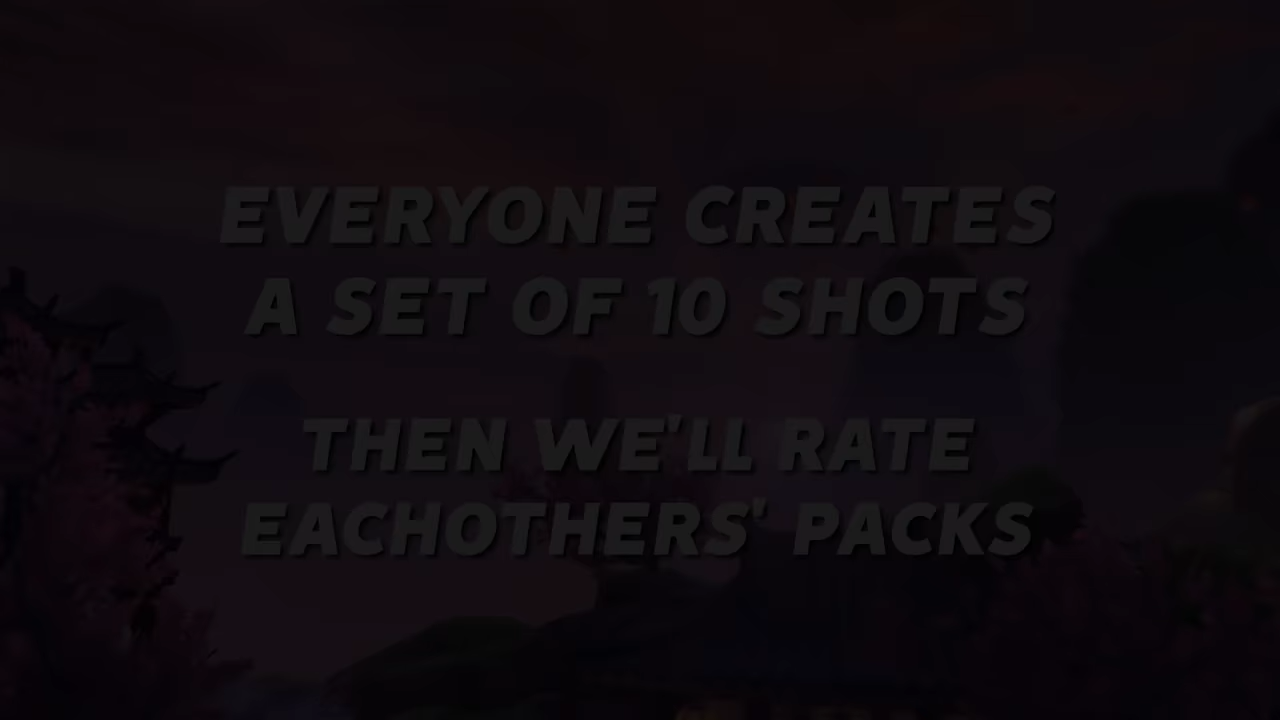 EVERYONE CREATES
A SET OF 10 SHOTS
THEN WE'LL RATE
EACHOTHERS' PACKS